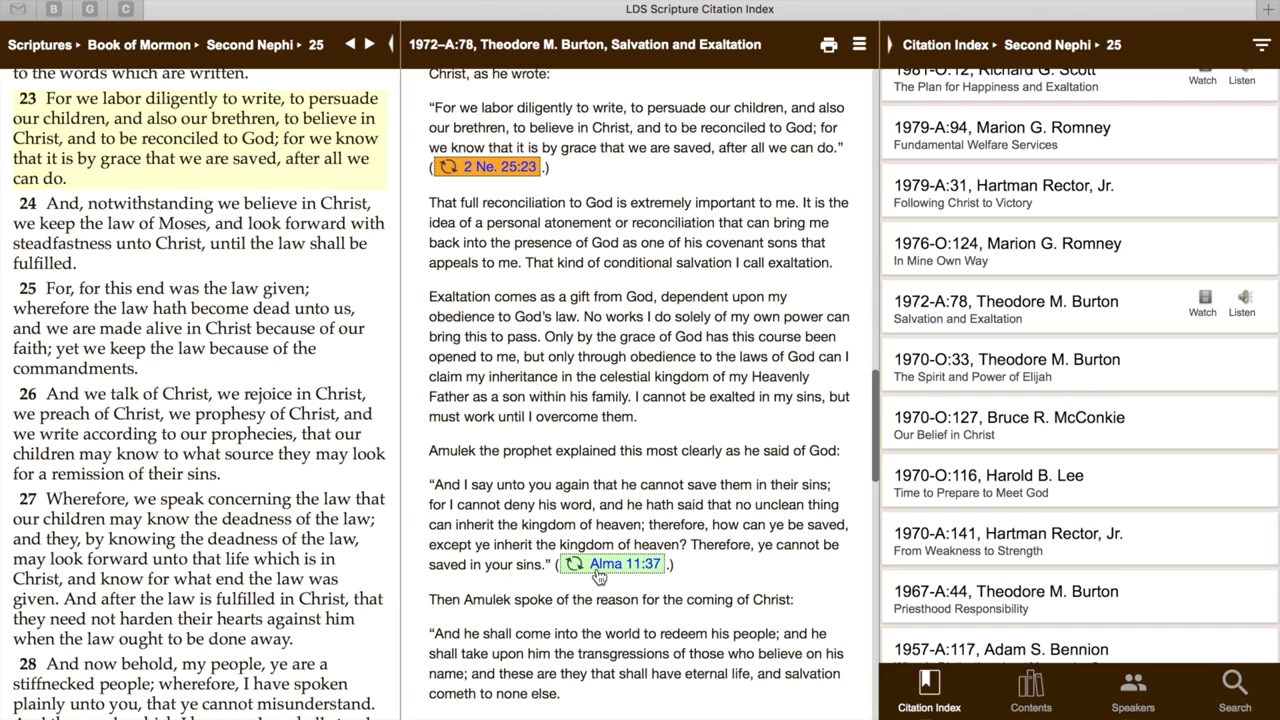 B
G
C
LDS Scripture Citation Index
Scriptures▸ Book of Mormon▸ Second Nephi▸ 25
to the words which are written.
23 For we labor diligently to write, to persuade
our children, and also our brethren, to believe in
Christ, and to be reconciled to God; for we know
that it is by grace that we are saved, after all we
can do.
24 And, notwithstanding we believe in Christ,
we keep the law of Moses, and look forward with
steadfastness unto Christ, until the law shall be
fulfilled.
25 For, for this end was the law given;
wherefore the law hath become dead unto us,
and we are made alive in Christ because of our
faith; yet we keep the law because of the
commandments.
26 And we talk of Christ, we rejoice in Christ,
we preach of Christ, we prophesy of Christ, and
we write according to our prophecies, that our
children may know to what source they may look
for a remission of their sins.
27 Wherefore, we speak concerning the law that
our children may know the deadness of the law;
and they, by knowing the deadness of the law,
may look forward unto that life which is in
Christ, and know for what end the law was
given. And after the law is fulfilled in Christ, that
they need not harden their hearts against him
when the law ought to be done away.
28 And now behold, my people, ye are a
stiffnecked people; wherefore, I have spoken
plainly unto you, that ye cannot misunderstand.
1972–A:78, Theodore M. Burton, Salvation and Exaltation
Christ, as he wrote:
“For we labor diligently to write, to persuade our children, and also
our brethren, to believe in Christ, and to be reconciled to God; for
we know that it is by grace that we are saved, after all we can do.”
( 2 Ne. 25:23 .)
That full reconciliation to God is extremely important to me. It is the
idea of a personal atonement or reconciliation that can bring me
back into the presence of God as one of his covenant sons that
appeals to me. That kind of conditional salvation I call exaltation.
Exaltation comes as a gift from God, dependent upon my
obedience to God’s law. No works I do solely of my own power can
bring this to pass. Only by the grace of God has this course been
opened to me, but only through obedience to the laws of God can I
claim my inheritance in the celestial kingdom of my Heavenly
Father as a son within his family. I cannot be exalted in my sins, but
must work until I overcome them.
Amulek the prophet explained this most clearly as he said of God:
“And I say unto you again that he cannot save them in their sins;
for I cannot deny his word, and he hath said that no unclean thing
can inherit the kingdom of heaven; therefore, how can ye be saved,
except ye inherit the kingdom of heaven? Therefore, ye cannot be
saved in your sins.” ( Alma 11:37 .)
Then Amulek spoke of the reason for the coming of Christ:
“And he shall come into the world to redeem his people; and he
shall take upon him the transgressions of those who believe on his
name; and these are they that shall have eternal life, and salvation
cometh to none else.
Citation Index▸ Second Nephi▸ 25
1981-O:12, Richard G. Scott
The Plan for Happiness and Exaltation
Watch Listen
1979-A:94, Marion G. Romney
Fundamental Welfare Services
1979-A:31, Hartman Rector, Jr.
Following Christ to Victory
1976-O:124, Marion G. Romney
In Mine Own Way
1972-A:78, Theodore M. Burton
Salvation and Exaltation
Watch Listen
1970-O:33, Theodore M. Burton
The Spirit and Power of Elijah
1970-O:127, Bruce R. McConkie
Our Belief in Christ
1970-O:116, Harold B. Lee
Time to Prepare to Meet God
1970-A:141, Hartman Rector, Jr.
From Weakness to Strength
1967-A:44, Theodore M. Burton
Priesthood Responsibility
1957-A:117, Adam S. Bennion
Citation Index
Contents
Speakers
Search